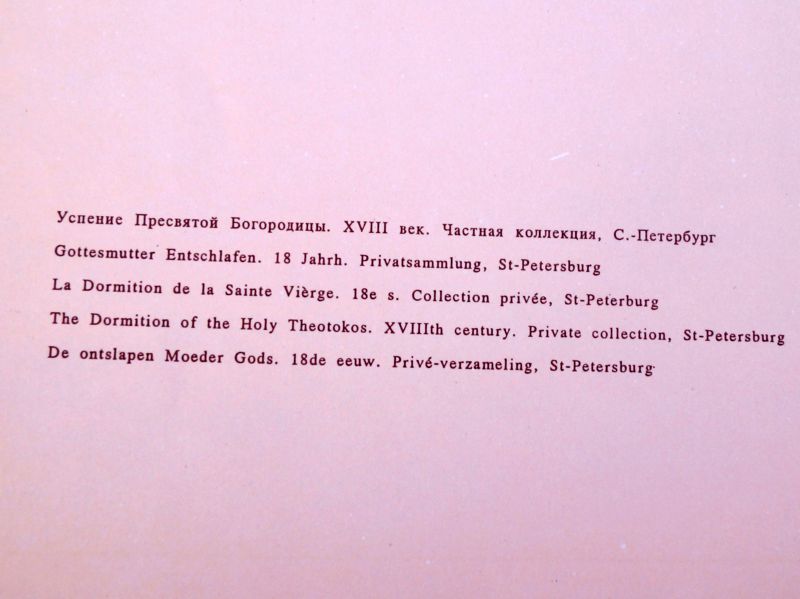 Успение Пресвятой Богородицы. XVIII век. Частная коллекция, С.-Петербург
Gottesmutter Entschlafen. 18 Jahrh. Privatsammlung, St-Petersburg
La Dormition de la Sainte Vièrge. 18e s. Collection privée, St-Peterburg
The Dormition of the Holy Theotokos. XVIIIth century. Private collection, St-Petersburg
De ontslapen Moeder Gods. 18de eeuw. Privé-verzameling, St-Petersburg